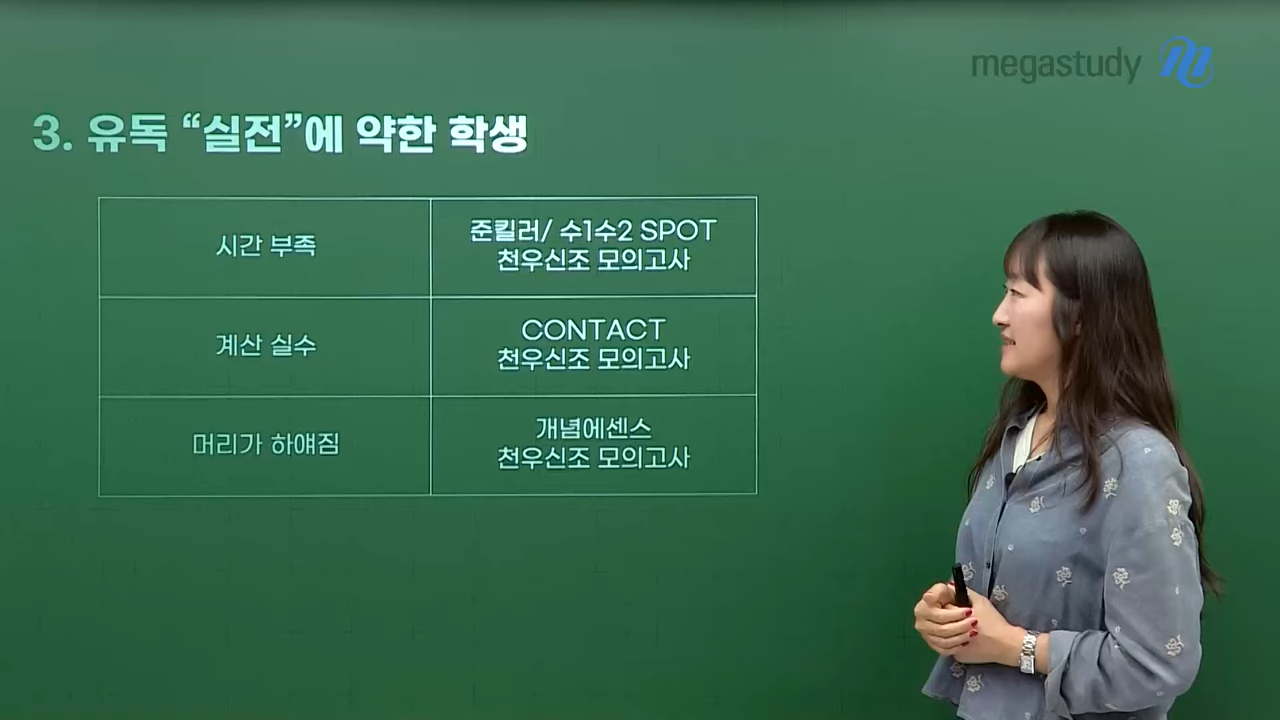 megastudy
3. 유독 “실전”에 약한 학생
시간 부족
준킬러/ 수1수2 SPOT
천우신조 모의고사
계산 실수
CONTACT
천우신조 모의고사
머리가 하얘짐
개념에센스
천우신조 모의고사